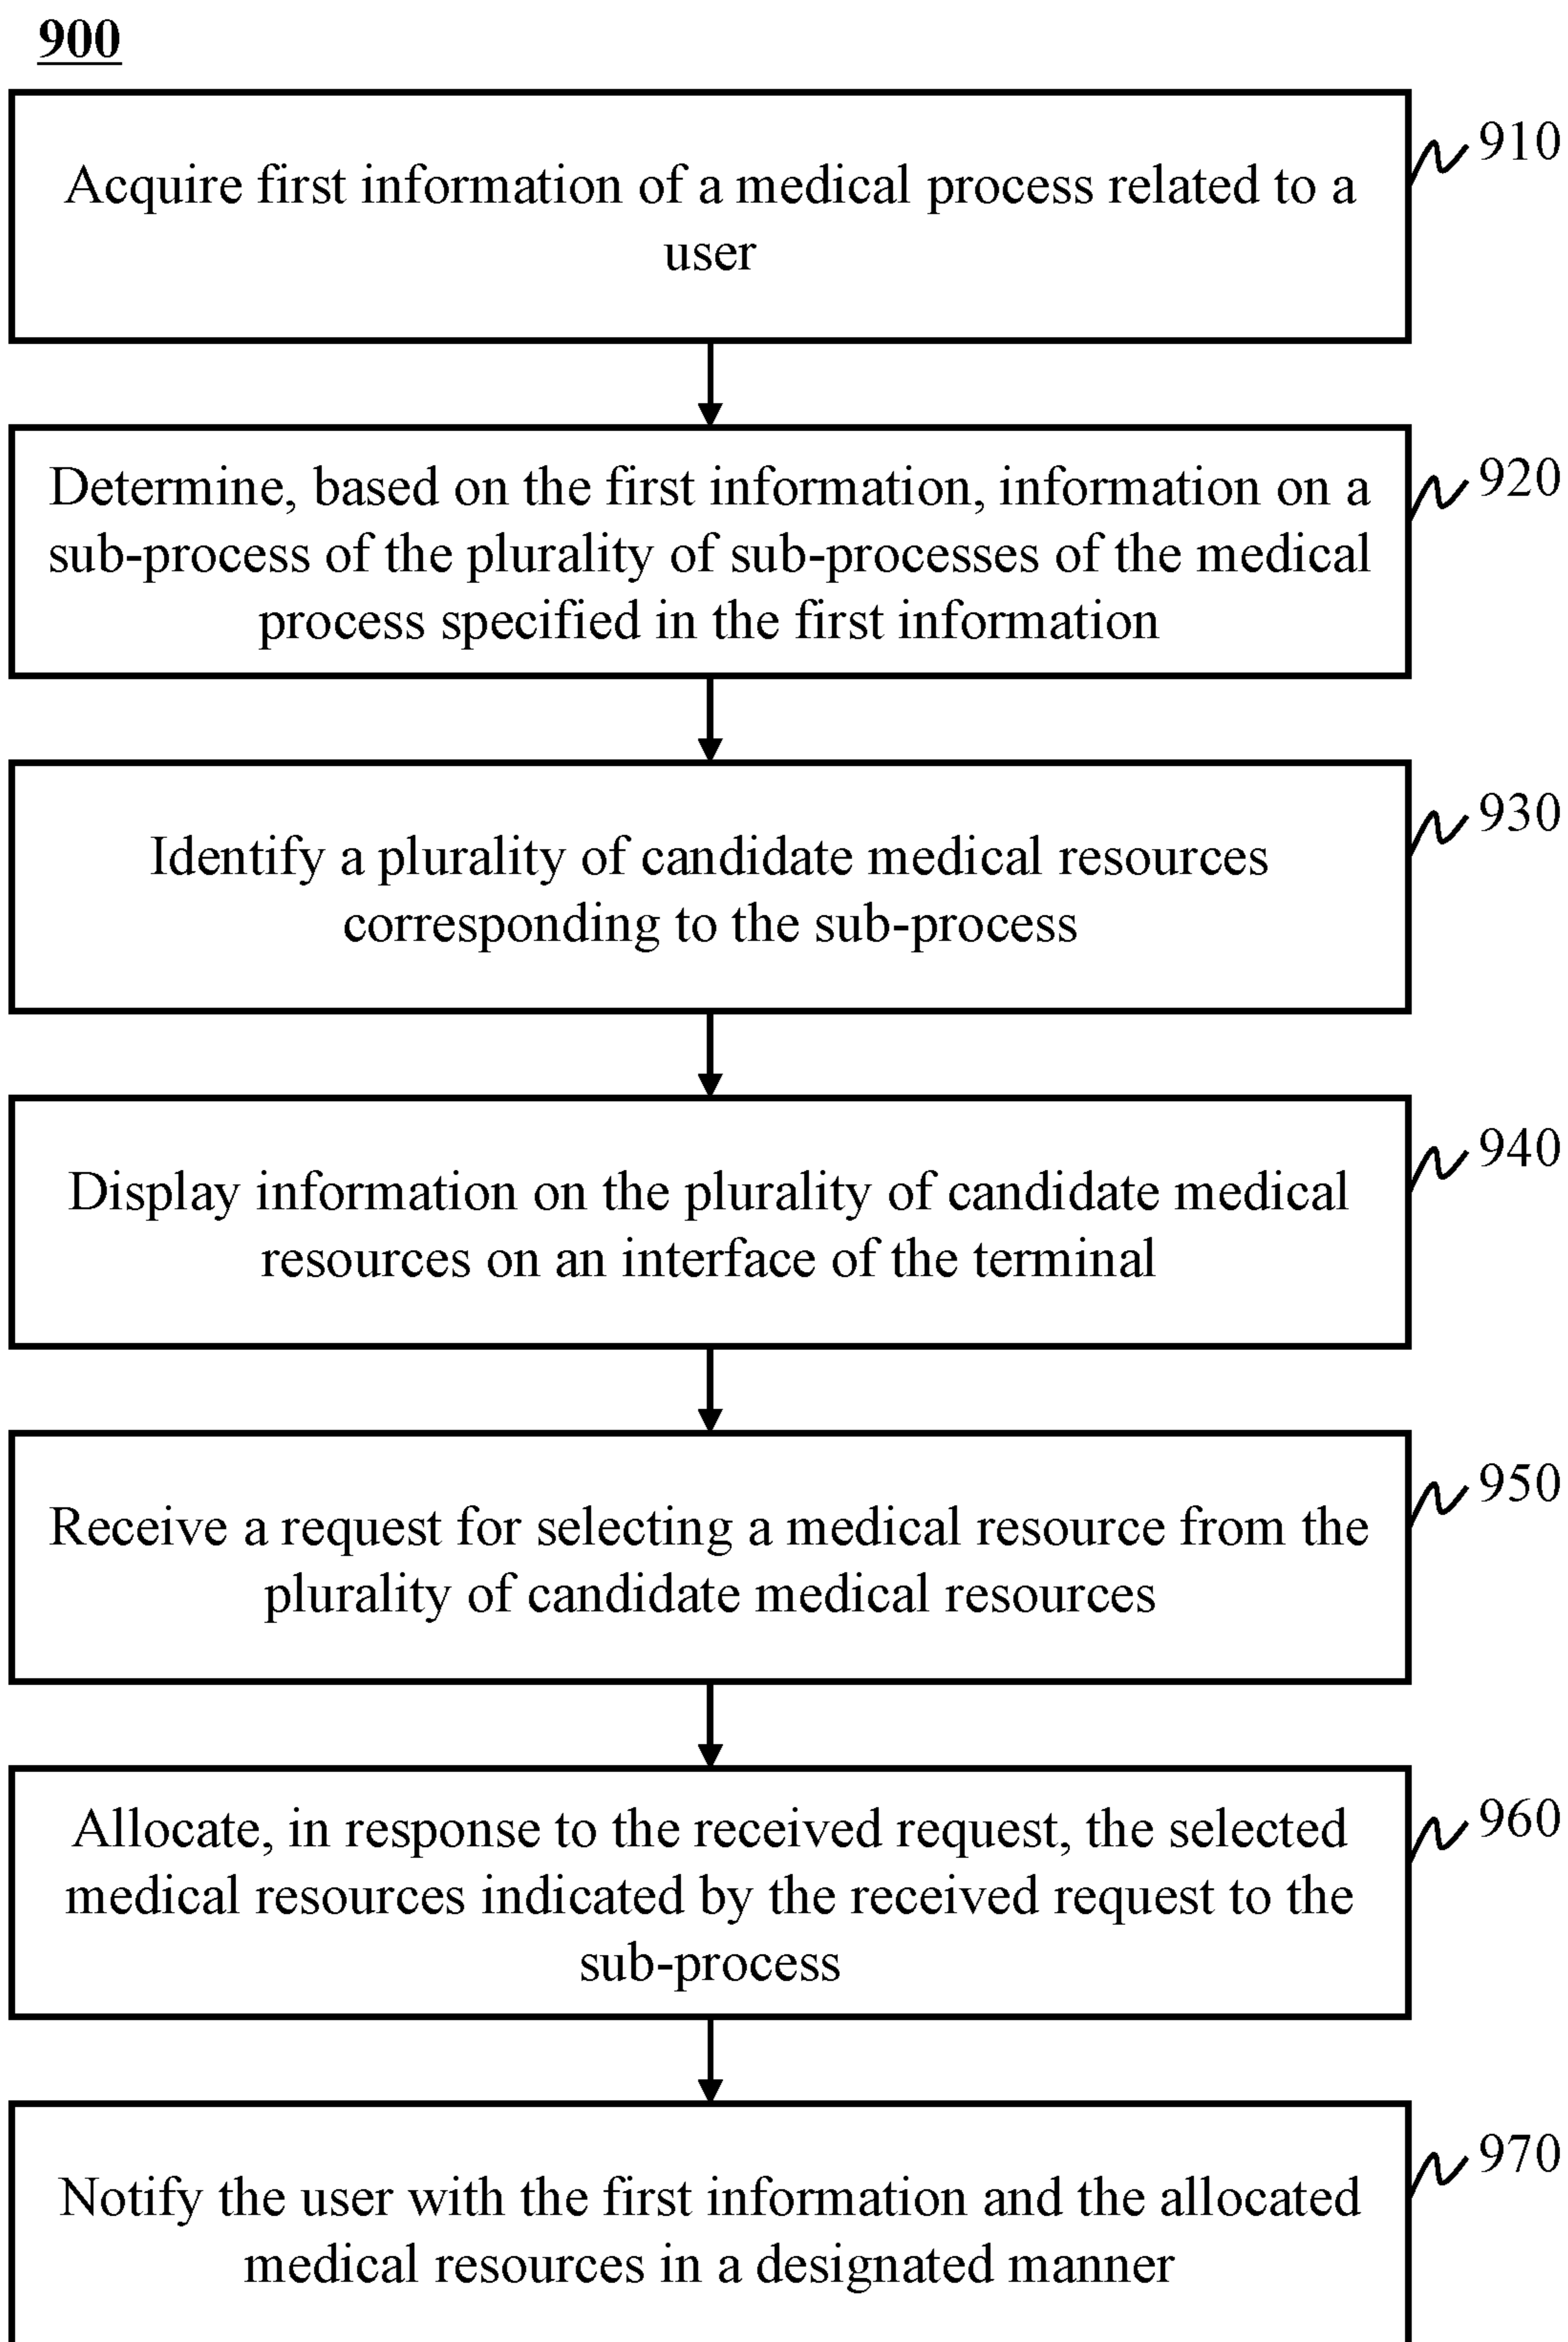 900
Acquire first information of a medical process related to a
user
910
Determine, based on the first information, information on a
sub-process of the plurality of sub-processes of the medical
process specified in the first information
920
Identify a plurality of candidate medical resources
corresponding to the sub-process
930
Display information on the plurality of candidate medical
resources on an interface of the terminal
940
Receive a request for selecting a medical resource from the
plurality of candidate medical resources
950
Allocate, in response to the received request, the selected
medical resources indicated by the received request to the
sub-process
960
Notify the user with the first information and the allocated
medical resources in a designated manner
970